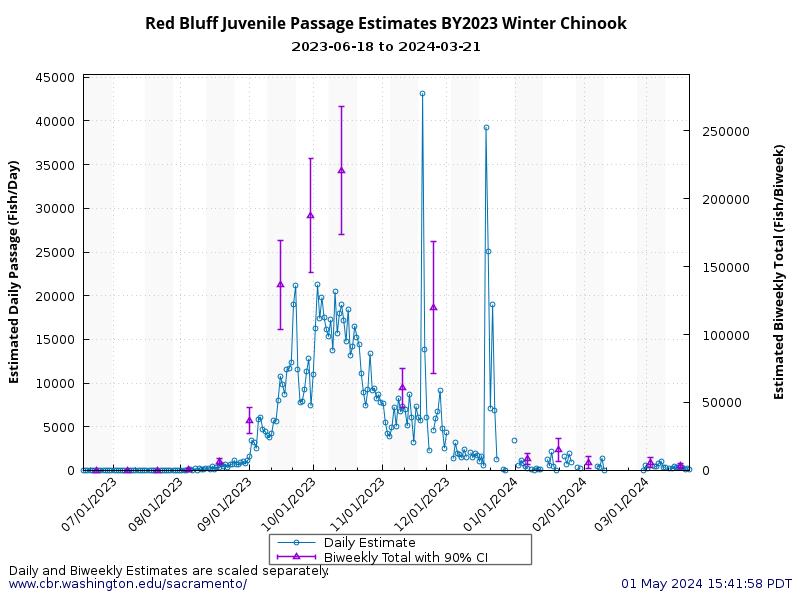 Red Bluff Juvenile Passage Estimates BY2023 Winter Chinook
2023-06-18 to 2024-03-21
Estimated Daily Passage (Fish/Day)
45000
40000
35000
30000
25000
20000
15000
10000
5000
0
250000
200000
150000
100000
50000
0
Estimated Biweekly Total (Fish/Biweek)
07/01/2023
08/01/2023
09/01/2023
10/01/2023
11/01/2023
12/01/2023
01/01/2024
02/01/2024
03/01/2024
Daily Estimate
Biweekly Total with 90% CI
Daily and Biweekly Estimates are scaled separately.
www.cbr.washington.edu/sacramento/
01 May 2024 15:41:58 PDT